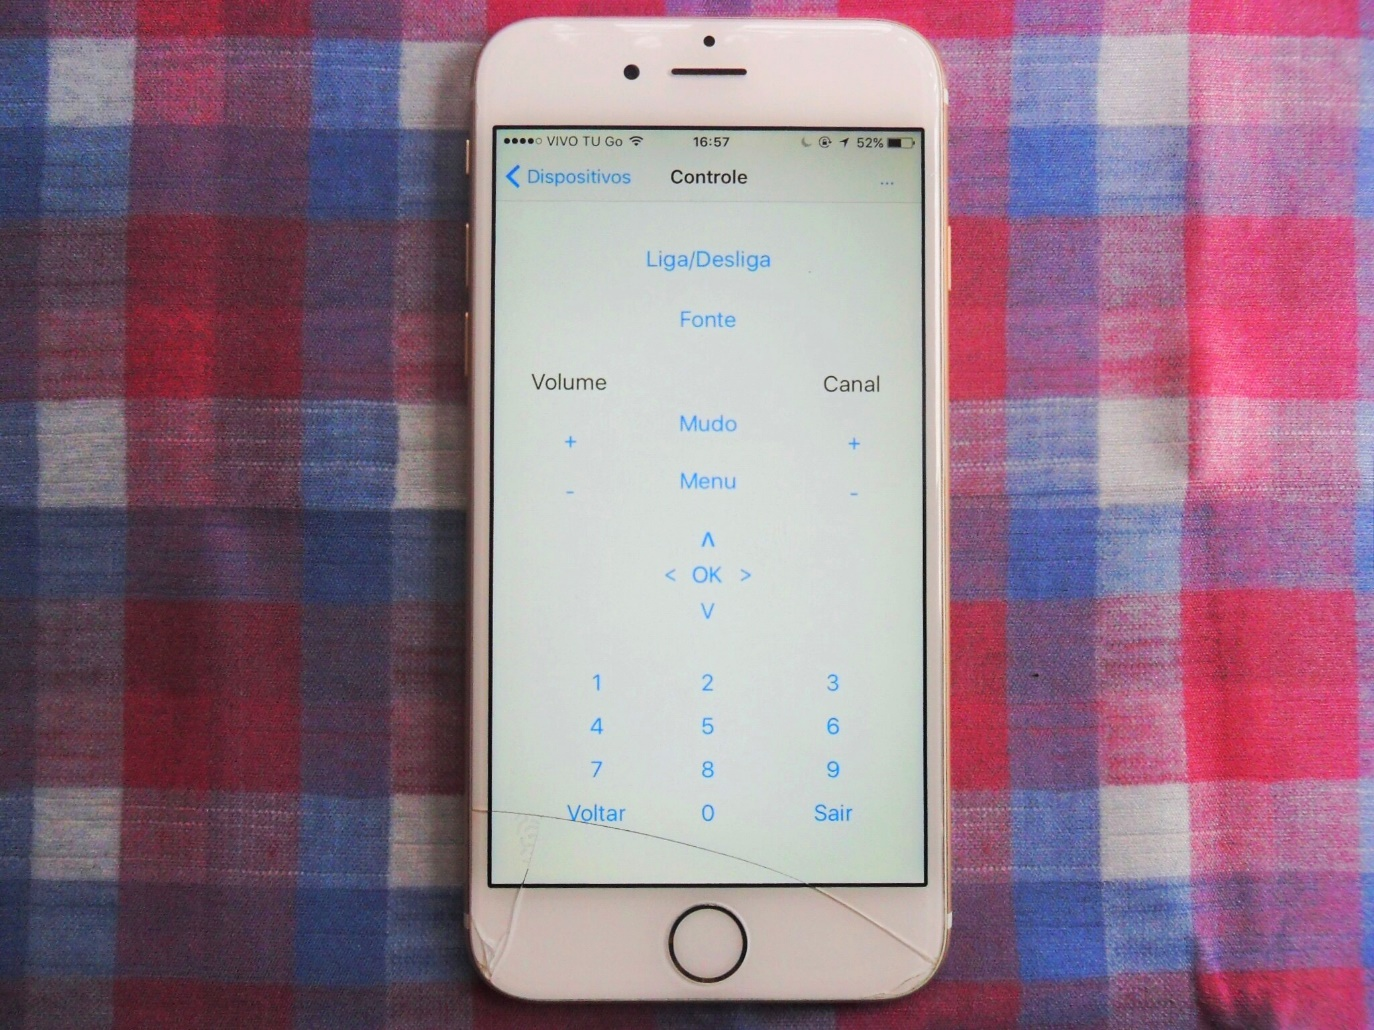 VIVO TU Go 16:57 52%
Dispositivos Controle ...
Liga/Desliga
Fonte
Volume Canal
Mudo
+ +
Menu
- -
ʌ
< OK >
v
1 2 3
4 5 6
7 8 9
Voltar 0 Sair